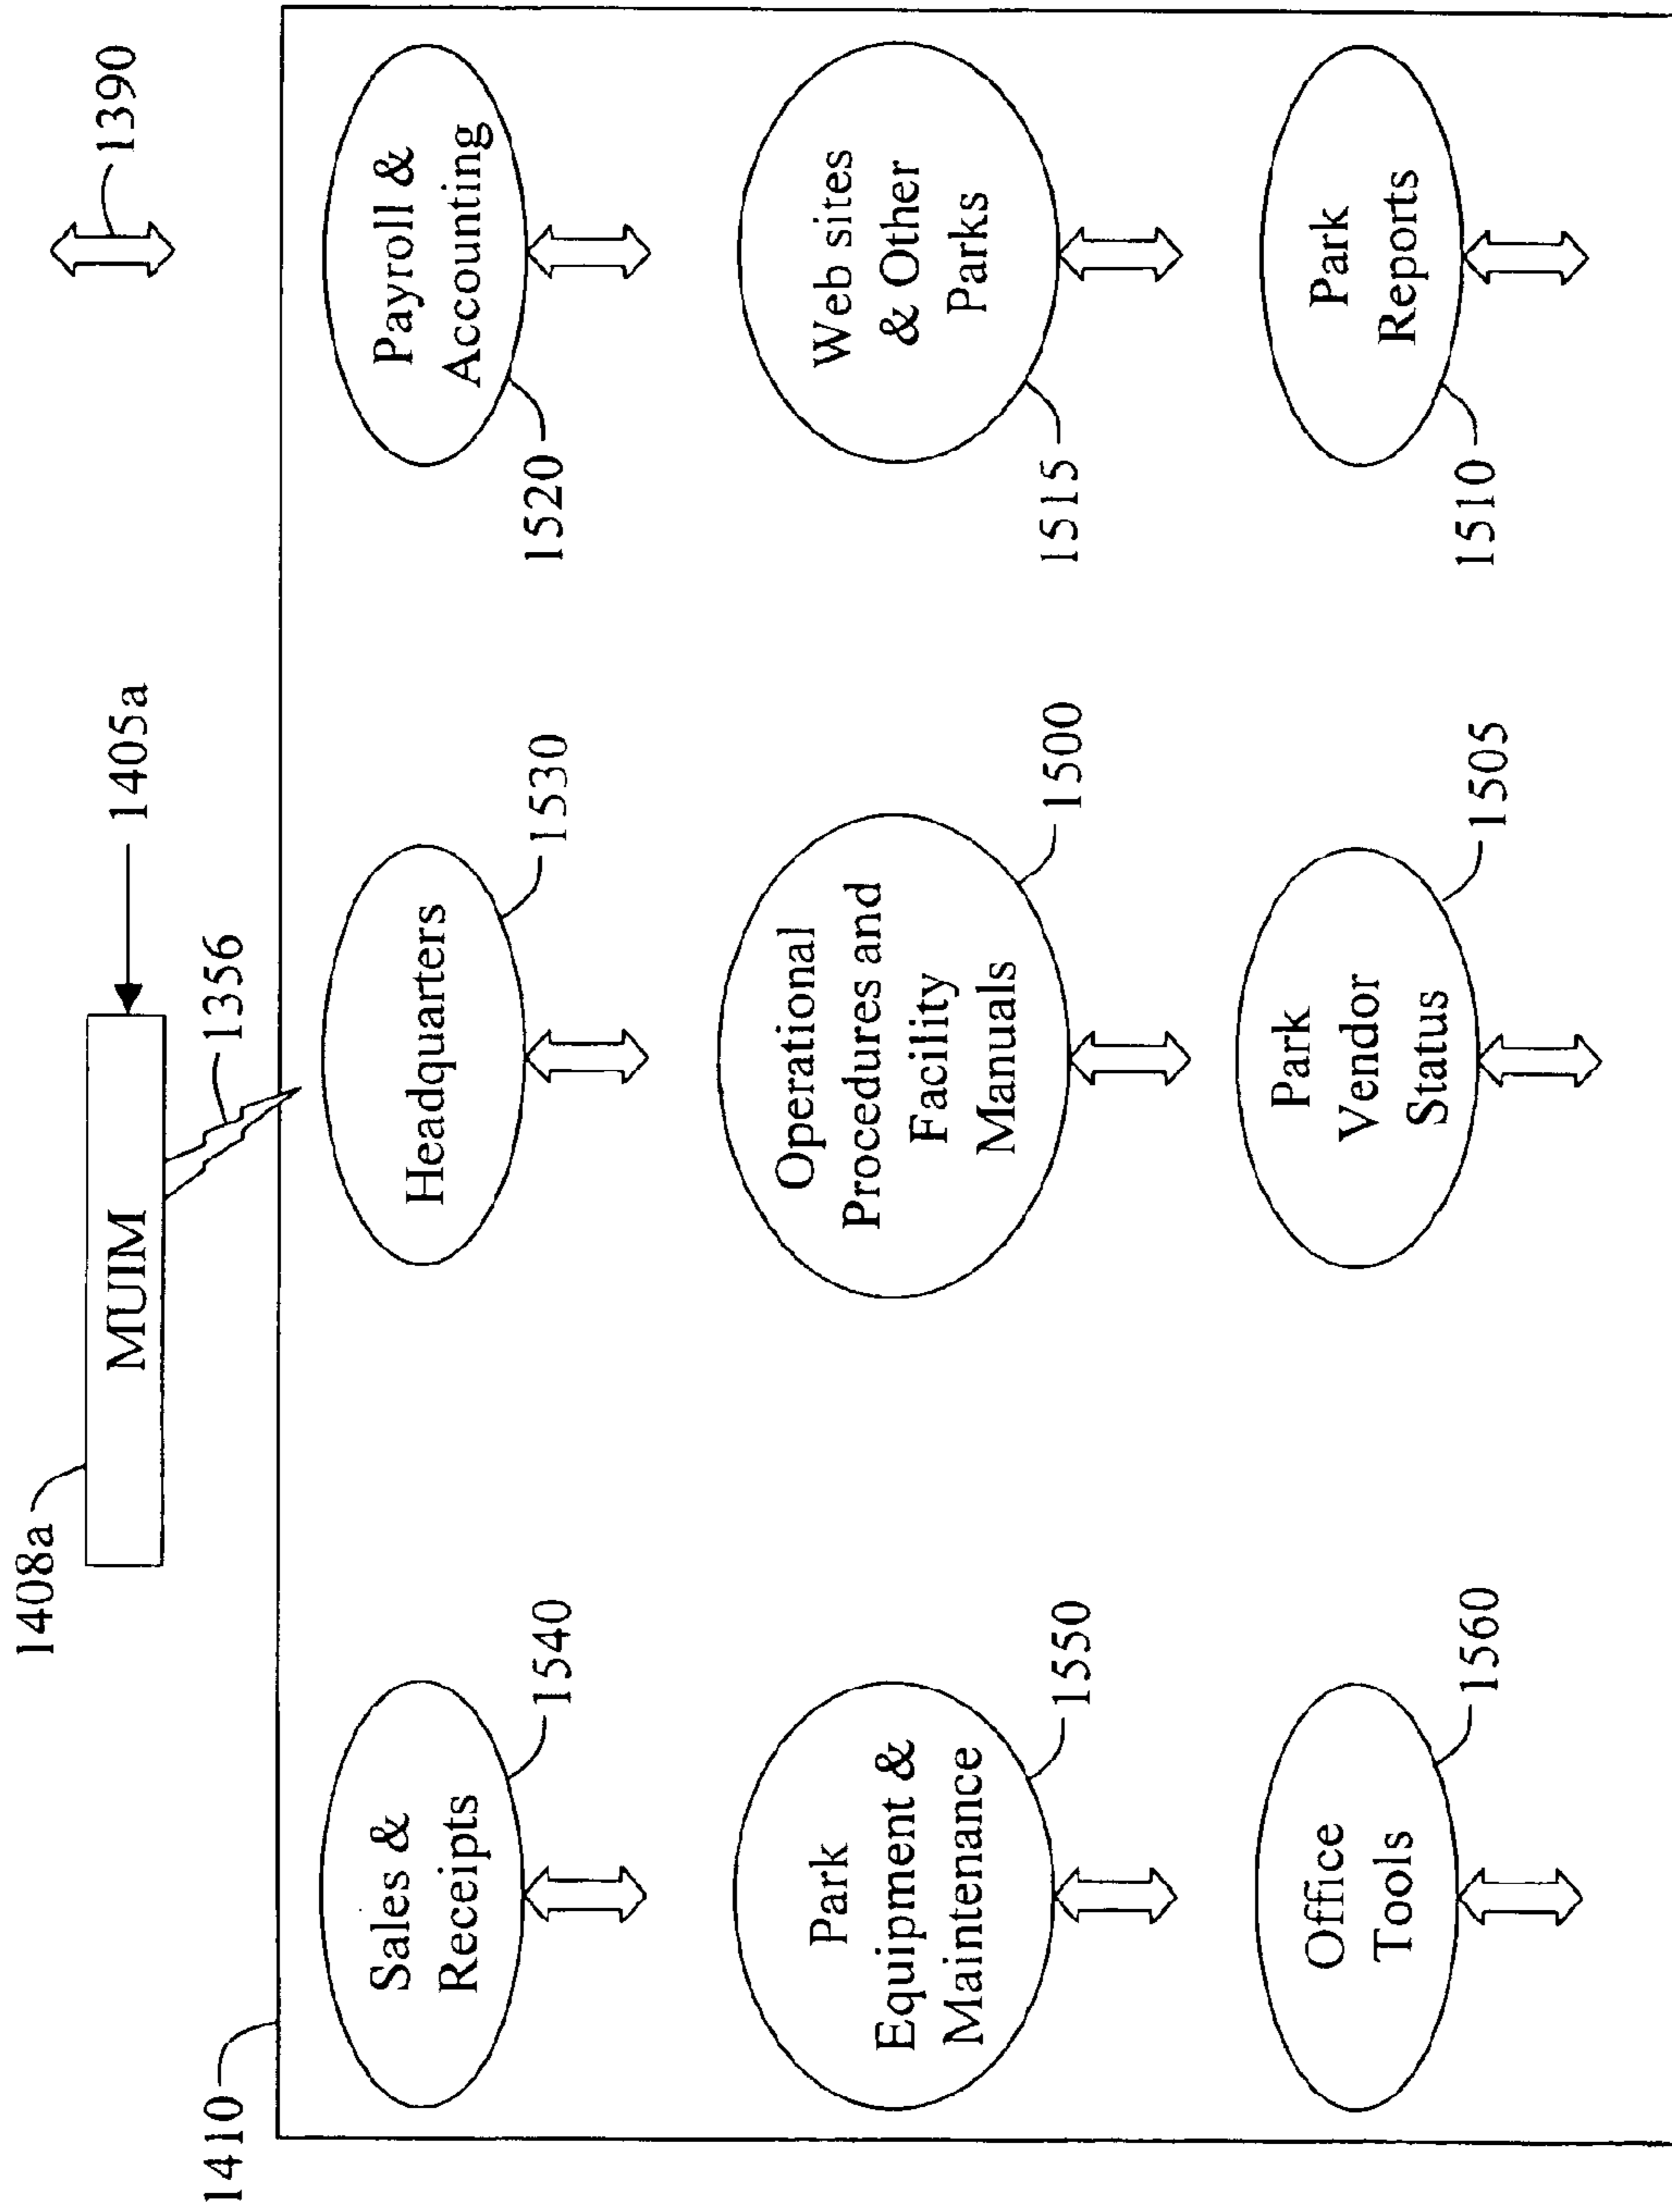 1408a
MUIM
1405a
1356
1390
1410
Sales &
Receipts
1540
Headquarters
1530
Payroll &
Accounting
1520
Park
Equipment &
Maintenance
1550
Operational
Procedures and
Facility
Manuals
1500
Web sites
& Other
Parks
1515
Office
Tools
1560
Park
Vendor
Status
1505
Park
Reports
1510